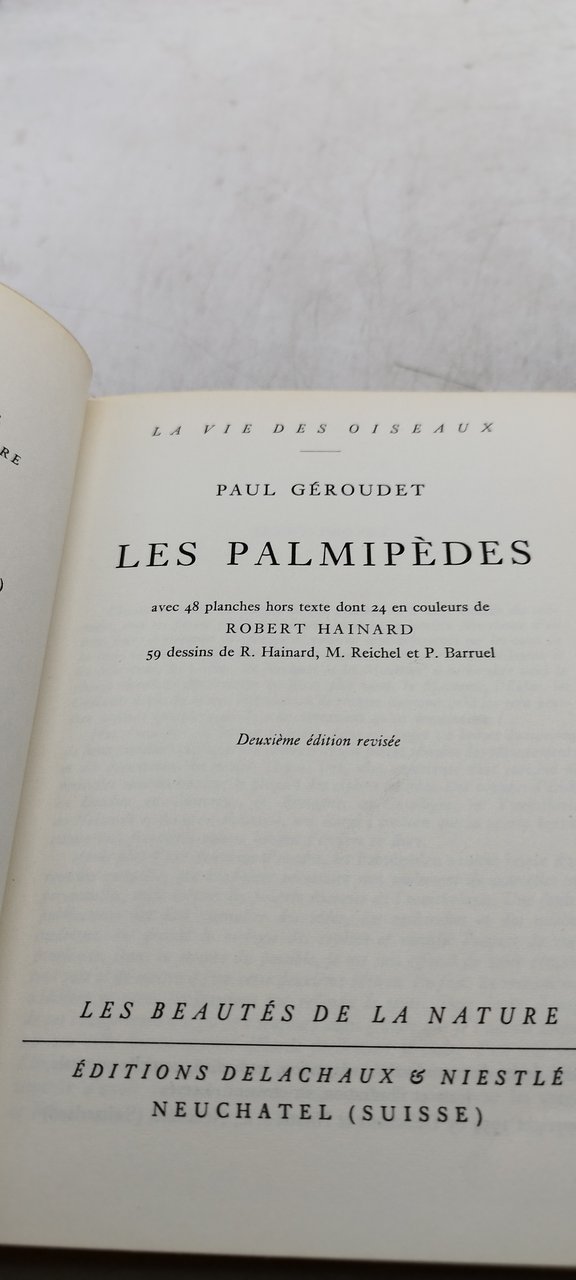 RE
)
LA VIE DES OISEAUX
PAUL GÉROUDET
LES PALMIPÈDES
avec 48 planches hors texte dont 24 en couleurs de
ROBERT HAINARD
59 dessins de R. Hainard, M. Reichel et P. Barruel
Deuxième édition revisée
LES BEAUTÉS DE LA NATURE
ÉDITIONS DELACHAUX & NIESTLÉ
NEUCHATEL (SUISSE)